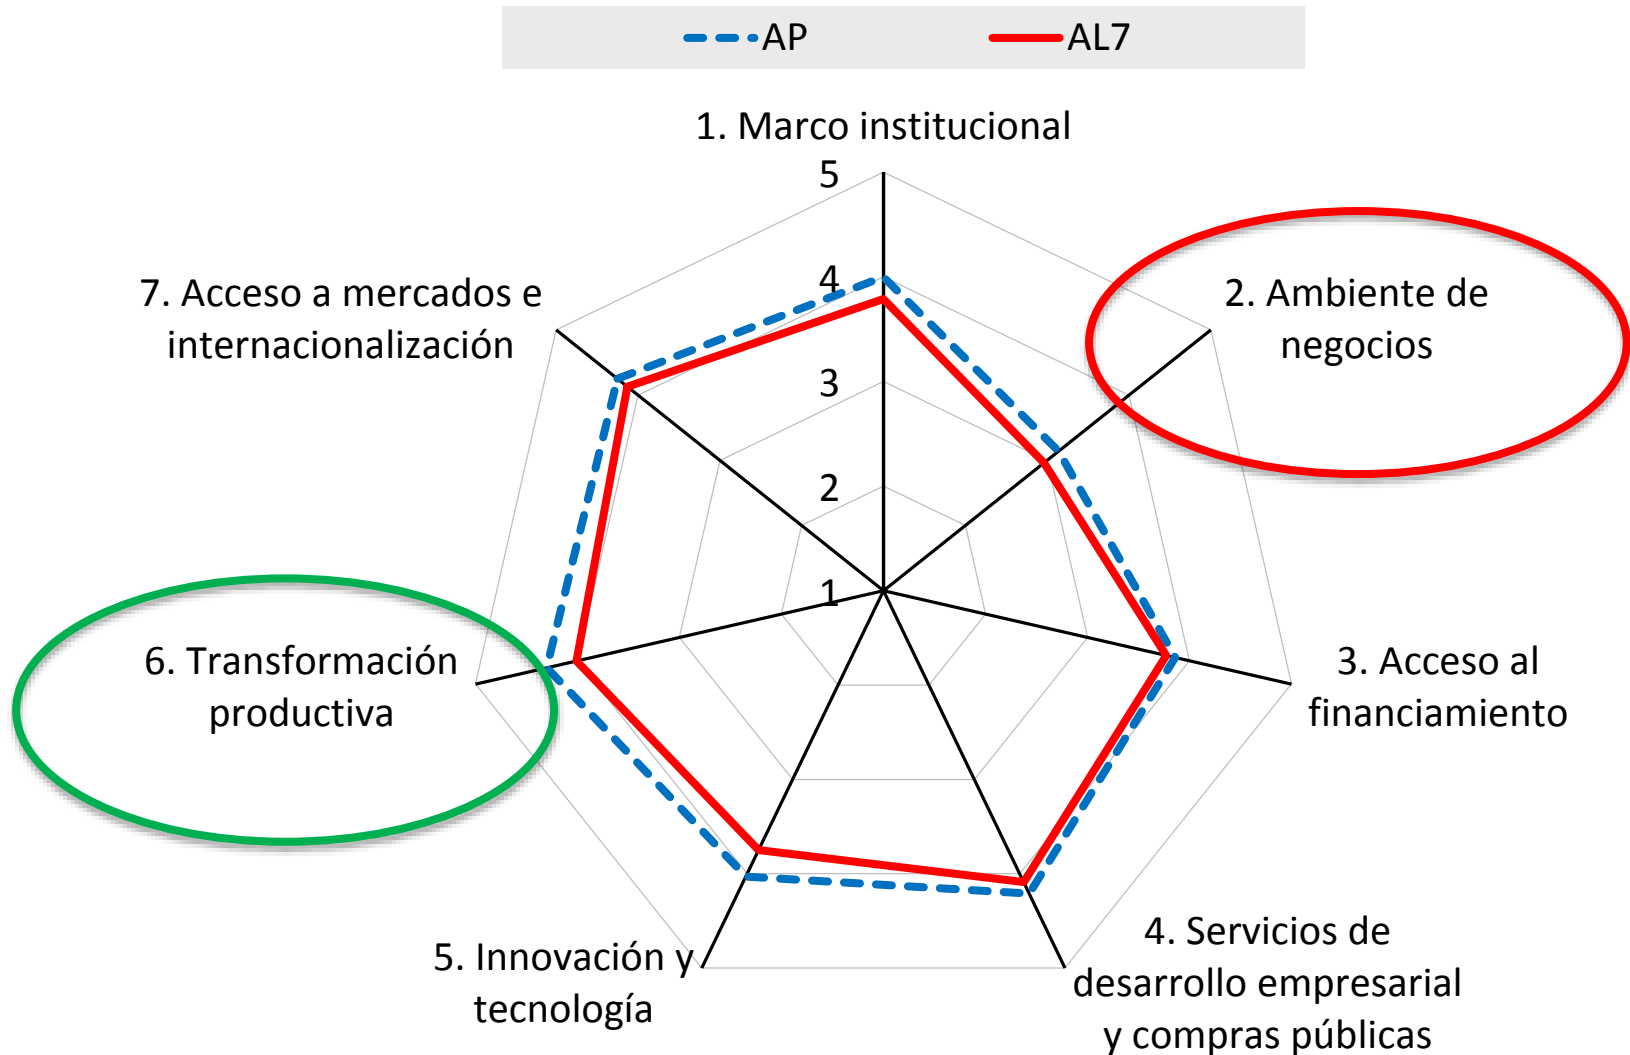 AP
AL7
1. Marco institucional
5
4
3
2
1
2. Ambiente de
negocios
3. Acceso al
financiamiento
4. Servicios de
desarrollo empresarial
y compras públicas
5. Innovación y
tecnología
6. Transformación
productiva
7. Acceso a mercados e
internacionalización